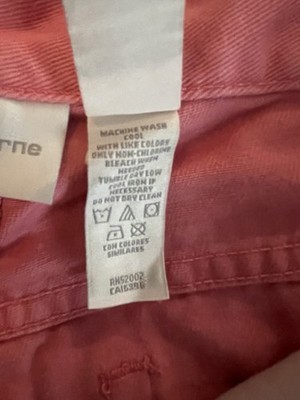 rne
MACHINE WASH
COOL
WITH LIKE COLORS
ONLY NON-CHLORINE
BLEACH WHEN
NEEDED
TUMBLE DRY LOW
COOL IRON IF
NECESSARY
DO NOT DRY CLEAN
CON COLORES
SIMILARES
RN52002